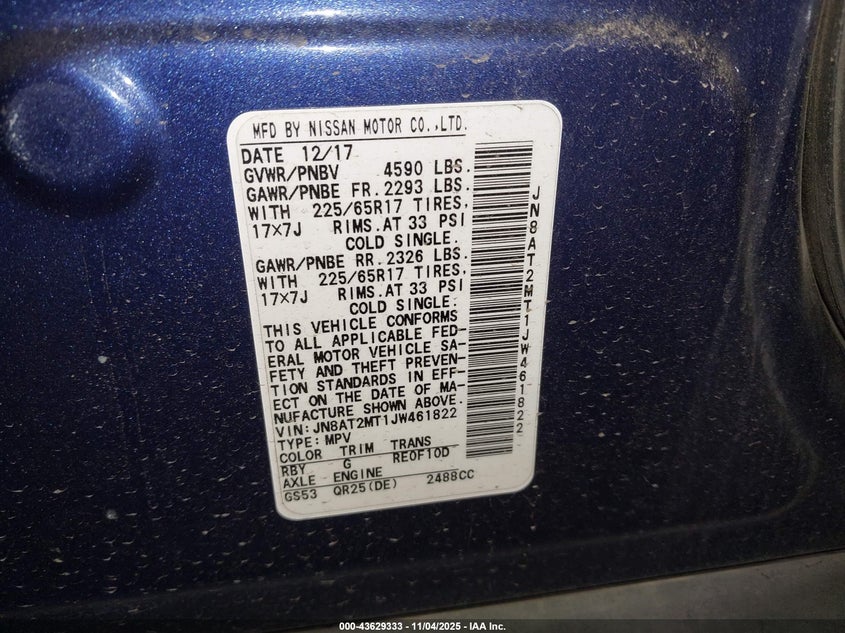 MFD BY NISSAN MOTOR CO.,LTD.
DATE 12/17
GVWR/PNBV 4590 LBS.
GAWR/PNBE FR. 2293 LBS.
WITH 225/65R17 TIRES,
17×7J RIMS.AT 33 PSI
COLD SINGLE.
GAWR/PNBE RR. 2326 LBS.
WITH 225/65R17 TIRES,
17×7J RIMS.AT 33 PSI
COLD SINGLE.
THIS VEHICLE CONFORMS
TO ALL APPLICABLE FED-
ERAL MOTOR VEHICLE SA-
FETY AND THEFT PREVEN-
TION STANDARDS IN EFF-
ECT ON THE DATE OF MA-
NUFACTURE SHOWN ABOVE.
VIN: JN8AT2MT1JW461822
TYPE: MPV
COLOR TRIM TRANS
RBY G RE0F10D
AXLE ENGINE
GS53 QR25(DE) 2488CC
JN8AT2MT1JW461822
000-43629333 - 11/04/2025 - IAA Inc.